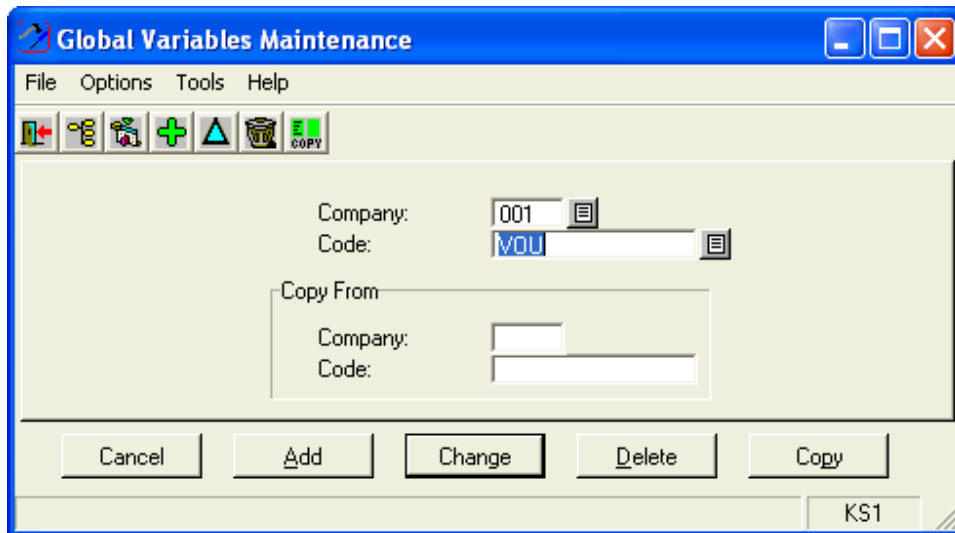 Global Variables Maintenance
File Options Tools Help
COPY
Company: 001
Code: VOU
Copy From
Company:
Code:
Cancel Add Change Delete Copy
KS1